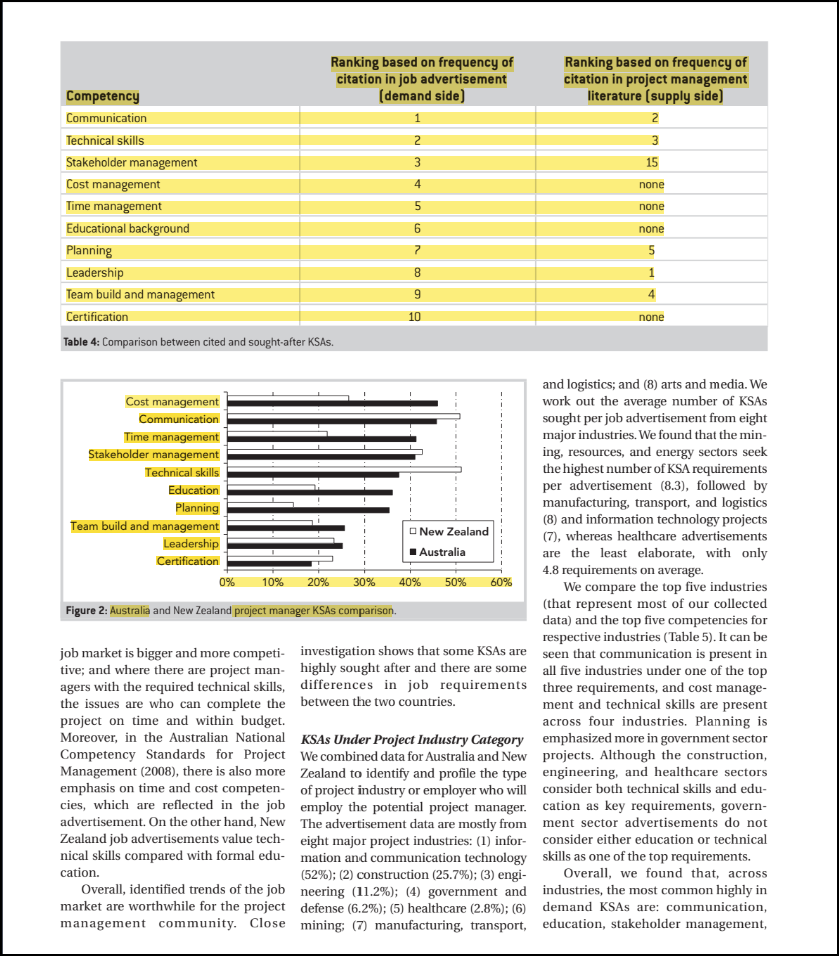 Competency
Ranking based on frequency of
citation in job advertisement
(demand side)
Ranking based on frequency of
citation in project management
literature (supply side)
Communication 1 2
Technical skills 2 3
Stakeholder management 3 15
Cost management 4 none
Time management 5 none
Educational background 6 none
Planning 7 5
Leadership 8 1
Team build and management 9 4
Certification 10 none
Table 4: Comparison between cited and sought-after KSAs.
Cost management
Communication
Time management
Stakeholder management
Technical skills
Education
Planning
Team build and management
Leadership
Certification
New Zealand
Australia
0% 10% 20% 30% 40% 50% 60%
Figure 2: Australia and New Zealand project manager KSAs comparison.
job market is bigger and more competi-
tive; and where there are project man-
agers with the required technical skills,
the issues are who can complete the
project on time and within budget.
Moreover, in the Australian National
Competency Standards for Project
Management (2008), there is also more
emphasis on time and cost competen-
cies, which are reflected in the job
advertisement. On the other hand, New
Zealand job advertisements value tech-
nical skills compared with formal edu-
cation.
Overall, identified trends of the job
market are worthwhile for the project
management community. Close
investigation shows that some KSAs are
highly sought after and there are some
differences in job requirements
between the two countries.
KSAs Under Project Industry Category
We combined data for Australia and New
Zealand to identify and profile the type
of project industry or employer who will
employ the potential project manager.
The advertisement data are mostly from
eight major project industries: (1) infor-
mation and communication technology
(52%); (2) construction (25.7%); (3) engi-
neering (11.2%); (4) government and
defense (6.2%); (5) healthcare (2.8%); (6)
mining; (7) manufacturing, transport,
and logistics; and (8) arts and media. We
work out the average number of KSAs
sought per job advertisement from eight
major industries. We found that the min-
ing, resources, and energy sectors seek
the highest number of KSA requirements
per advertisement (8.3), followed by
manufacturing, transport, and logistics
(8) and information technology projects
(7), whereas healthcare advertisements
are the least elaborate, with only
4.8 requirements on average.
We compare the top five industries
(that represent most of our collected
data) and the top five competencies for
respective industries (Table 5). It can be
seen that communication is present in
all five industries under one of the top
three requirements, and cost manage-
ment and technical skills are present
across four industries. Planning is
emphasized more in government sector
projects. Although the construction,
engineering, and healthcare sectors
consider both technical skills and edu-
cation as key requirements, govern-
ment sector advertisements do not
consider either education or technical
skills as one of the top requirements.
Overall, we found that, across
industries, the most common highly in
demand KSAs are: communication,
education, stakeholder management,